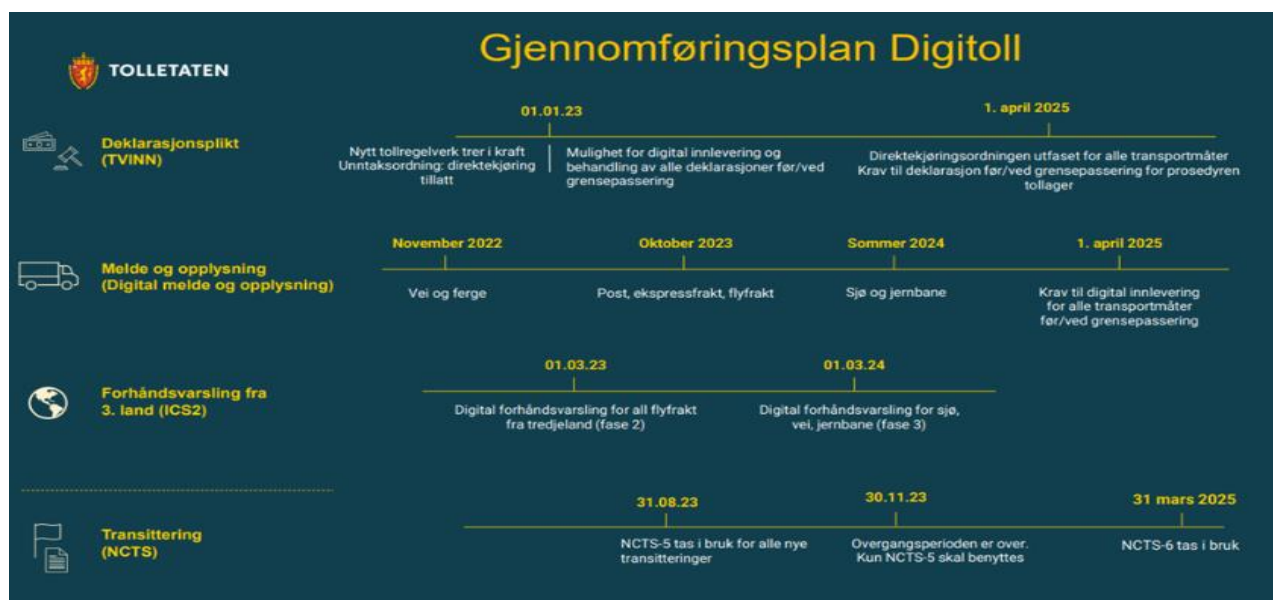 Gjennomføringsplan Digitoll
TOLLETATEN
Deklarasjonsplikt
(TVINN)
01.01.23
1. april 2025
Nytt tollregelverk trer i kraft
Unntaksordning: direktekjøring
tillatt
Mulighet for digital innlevering og
behandling av alle deklarasjoner før/ved
grensepassering
Direktekjøringsordningen utfaset for alle transportmåter
Krav til deklarasjon før/ved grensepassering for prosedyren
tollager
Melde og opplysning
(Digital melde og opplysning)
November 2022
Oktober 2023
Sommer 2024
1. april 2025
Vei og ferge
Post, ekspressfrakt, flyfrakt
Sjø og jernbane
Krav til digital innlevering
for alle transportmåter
før/ved grensepassering
Forhåndsvarsling fra
3. land (ICS2)
01.03.23
01.03.24
Digital forhåndsvarsling for all flyfrakt
fra tredjeland (fase 2)
Digital forhåndsvarsling for sjø,
vei, jernbane (fase 3)
Transittering
(NCTS)
31.08.23
30.11.23
31 mars 2025
NCTS-5 tas i bruk for alle nye
transitteringer
Overgangsperioden er over.
Kun NCTS-5 skal benyttes
NCTS-6 tas i bruk